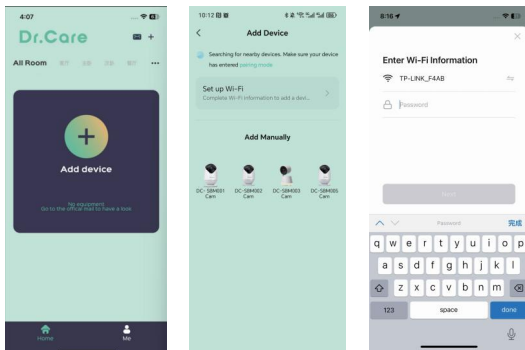 4:07
Dr.Care
All Room
Add device
No equipment
Go to the offical mail to have a look
Home
Me
10:12
Add Device
Searching for nearby devices. Make sure your device
has entered pairing mode
Set up Wi-Fi
Complete Wi-Fi information to add a devi...
Add Manually
DC-SBM001
Cam
DC-SBM002
Cam
DC-SBM003
Cam
DC-SBM005
Cam
8:16
Enter Wi-Fi Information
TP-LINK_F4AB
Password
Next
Password
完成
q w e r t y u i o p
a s d f g h j k l
z x c v b n m
123
space
done